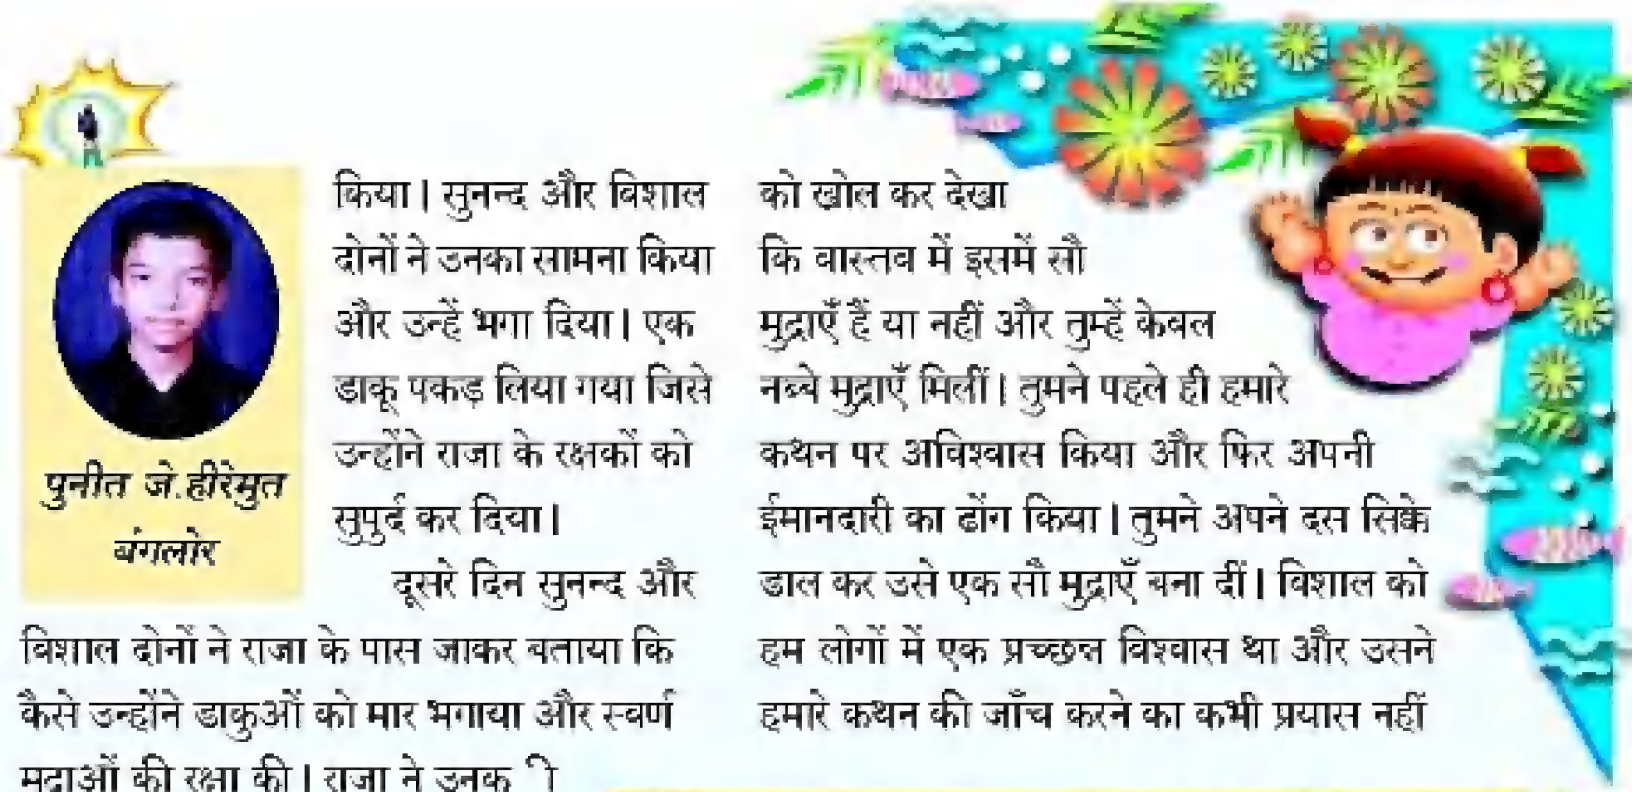 पुनीत जे.हीरेमुत
बंगलोर
किया। सुनन्द और विशाल
दोनों ने उनका सामना किया
और उन्हें भगा दिया। एक
डाकू पकड़ लिया गया जिसे
उन्होंने राजा के रक्षकों को
सुपुर्द कर दिया।
दूसरे दिन सुनन्द और
विशाल दोनों ने राजा के पास जाकर बताया कि
कैसे उन्होंने डाकुओं को मार भगाया और स्वर्ण
मुद्राओं की रक्षा की। राजा ने उनक ी
को खोल कर देखा
कि वास्तव में इसमें सौ
मुद्राएँ हैं या नहीं और तुम्हें केवल
नब्बे मुद्राएँ मिलीं। तुमने पहले ही हमारे
कथन पर अविश्वास किया और फिर अपनी
ईमानदारी का ढोंग किया। तुमने अपने दस सिक्के
डाल कर उसे एक सौ मुद्राएँ बना दीं। विशाल को
हम लोगों में एक प्रच्छन्न विश्वास था और उसने
हमारे कथन की जाँच करने का कभी प्रयास नहीं